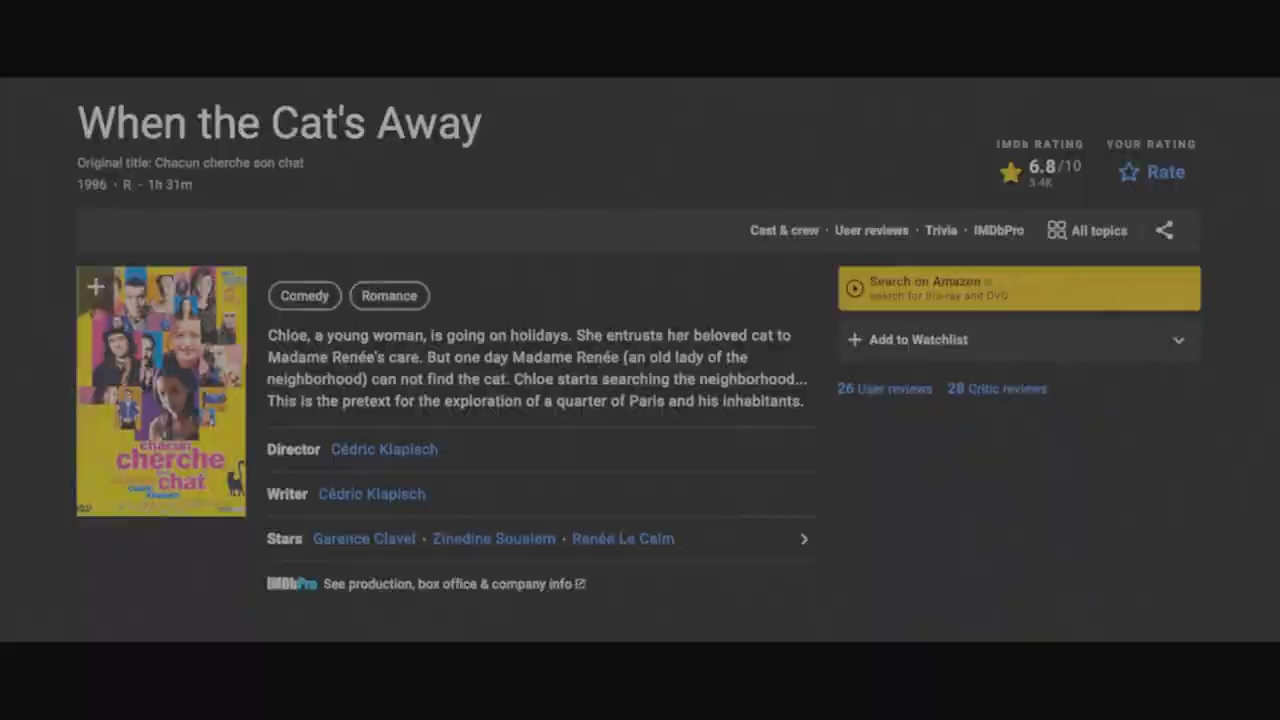 When the Cat's Away
Original title: Chacun cherche son chat
1996 · R · 1h 31m
IMDb RATING
6.8/10
3.4K
YOUR RATING
Rate
Cast & crew · User reviews · Trivia · IMDbPro
All topics
chacun
cherche
chat
Comedy
Romance
Chloe, a young woman, is going on holidays. She entrusts her beloved cat to
Madame Renée's care. But one day Madame Renée (an old lady of the
neighborhood) can not find the cat. Chloe starts searching the neighborhood...
This is the pretext for the exploration of a quarter of Paris and his inhabitants.
Director Cédric Klapisch
Writer Cédric Klapisch
Stars Garance Clavel · Zinedine Soualem · Renée Le Calm
IMDbPro See production, box office & company info
Search on Amazon
search for Blu-ray and DVD
Add to Watchlist
26 User reviews 28 Critic reviews